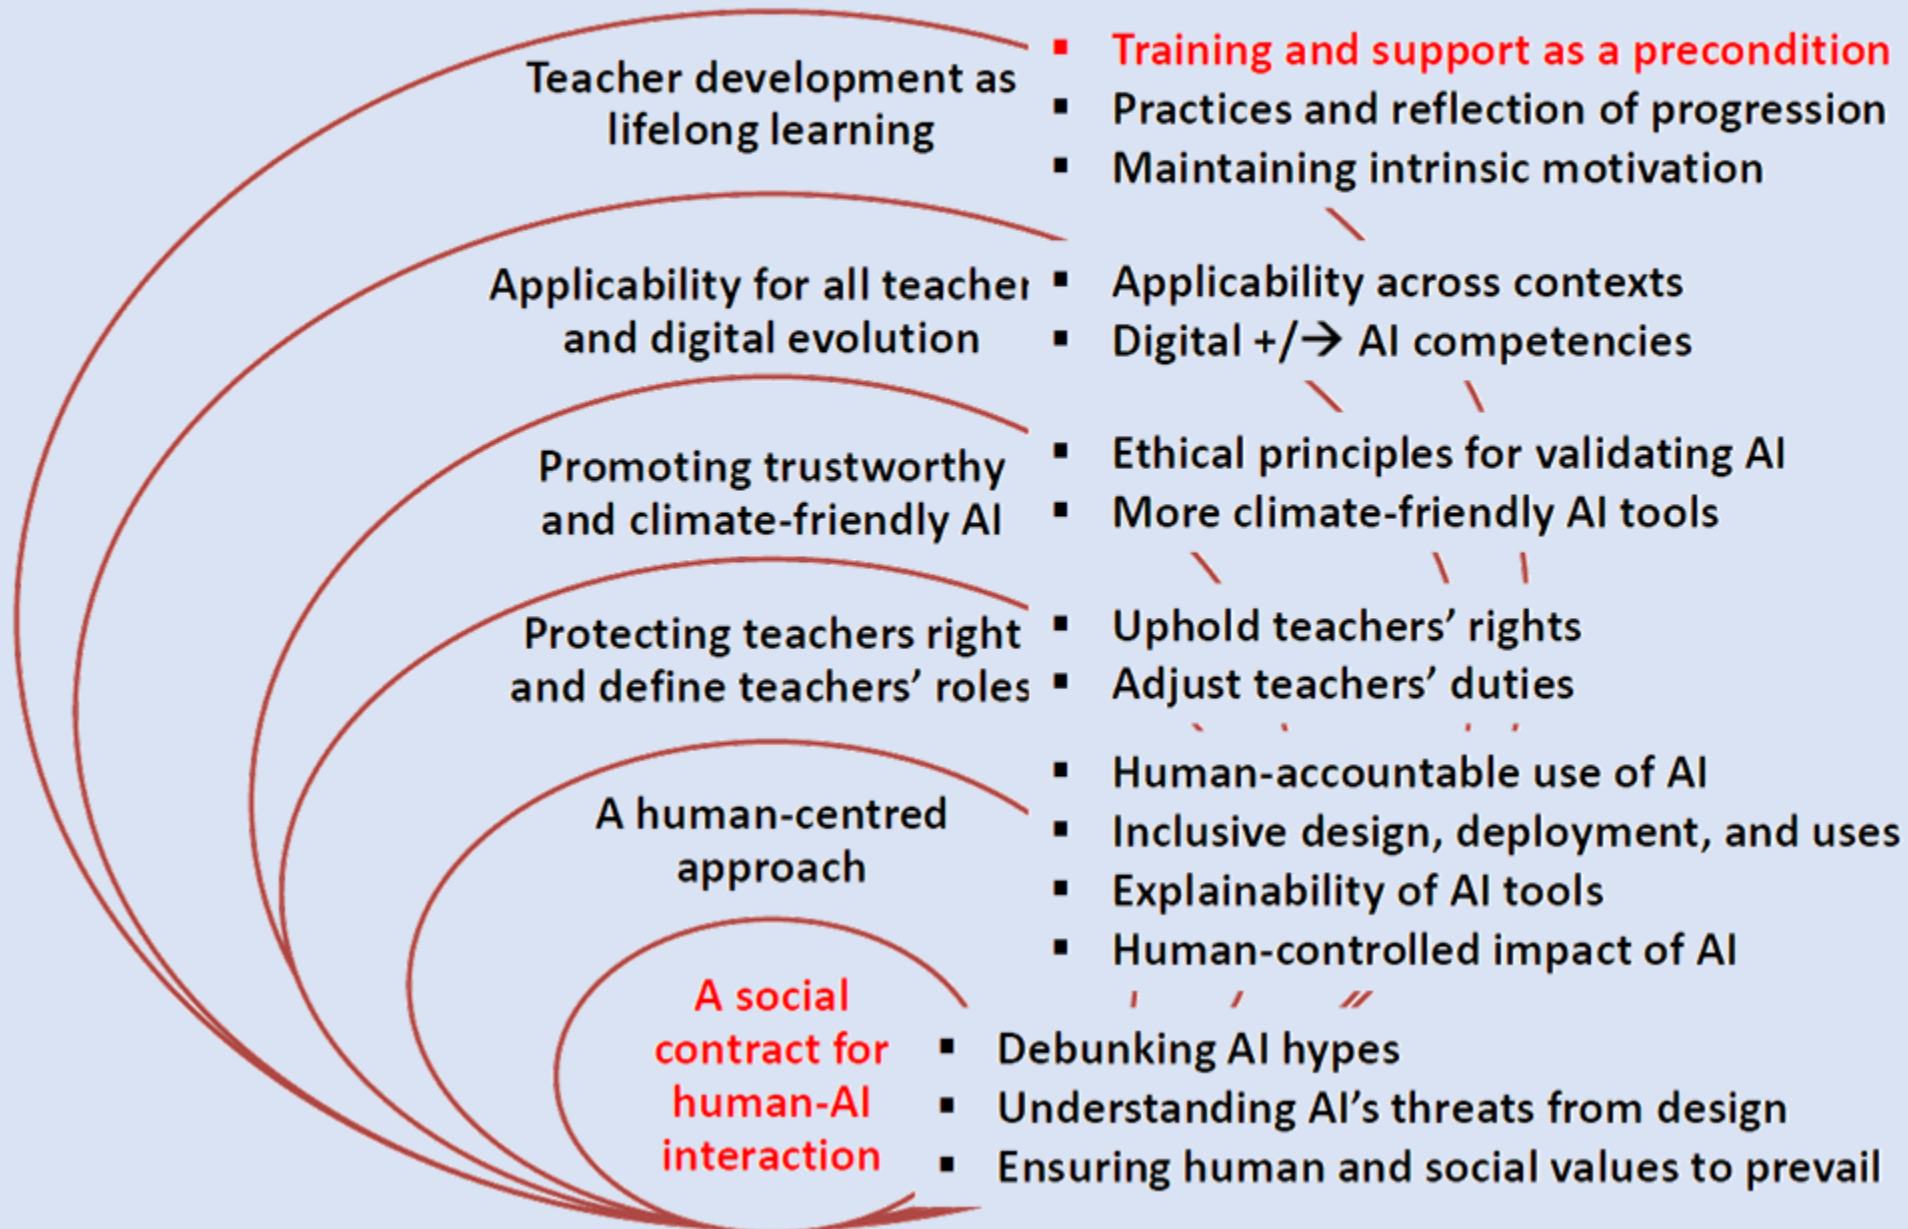 Teacher development as
lifelong learning
▪ Training and support as a precondition
▪ Practices and reflection of progression
▪ Maintaining intrinsic motivation
Applicability for all teacher
and digital evolution
▪ Applicability across contexts
▪ Digital +/→ AI competencies
Promoting trustworthy
and climate-friendly AI
▪ Ethical principles for validating AI
▪ More climate-friendly AI tools
Protecting teachers right
and define teachers’ roles
▪ Uphold teachers’ rights
▪ Adjust teachers’ duties
A human-centred
approach
▪ Human-accountable use of AI
▪ Inclusive design, deployment, and uses
▪ Explainability of AI tools
▪ Human-controlled impact of AI
A social
contract for
human-AI
interaction
▪ Debunking AI hypes
▪ Understanding AI’s threats from design
▪ Ensuring human and social values to prevail